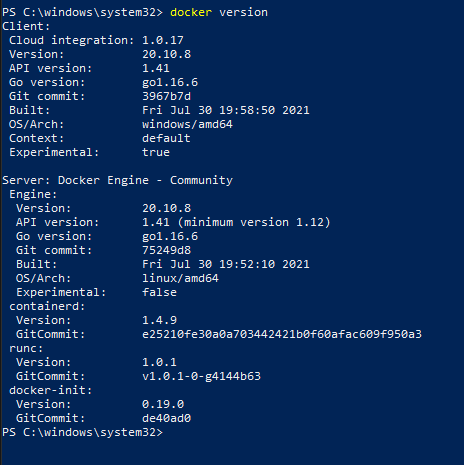 PS C:\windows\system32> docker version
Client:
 Cloud integration: 1.0.17
 Version:           20.10.8
 API version:       1.41
 Go version:        go1.16.6
 Git commit:        3967b7d
 Built:             Fri Jul 30 19:58:50 2021
 OS/Arch:           windows/amd64
 Context:           default
 Experimental:      true

Server: Docker Engine - Community
 Engine:
  Version:          20.10.8
  API version:      1.41 (minimum version 1.12)
  Go version:       go1.16.6
  Git commit:       75249d8
  Built:            Fri Jul 30 19:52:10 2021
  OS/Arch:          linux/amd64
  Experimental:     false
 containerd:
  Version:          1.4.9
  GitCommit:        e25210fe30a0a703442421b0f60afac609f950a3
 runc:
  Version:          1.0.1
  GitCommit:        v1.0.1-0-g4144b63
 docker-init:
  Version:          0.19.0
  GitCommit:        de40ad0
PS C:\windows\system32>